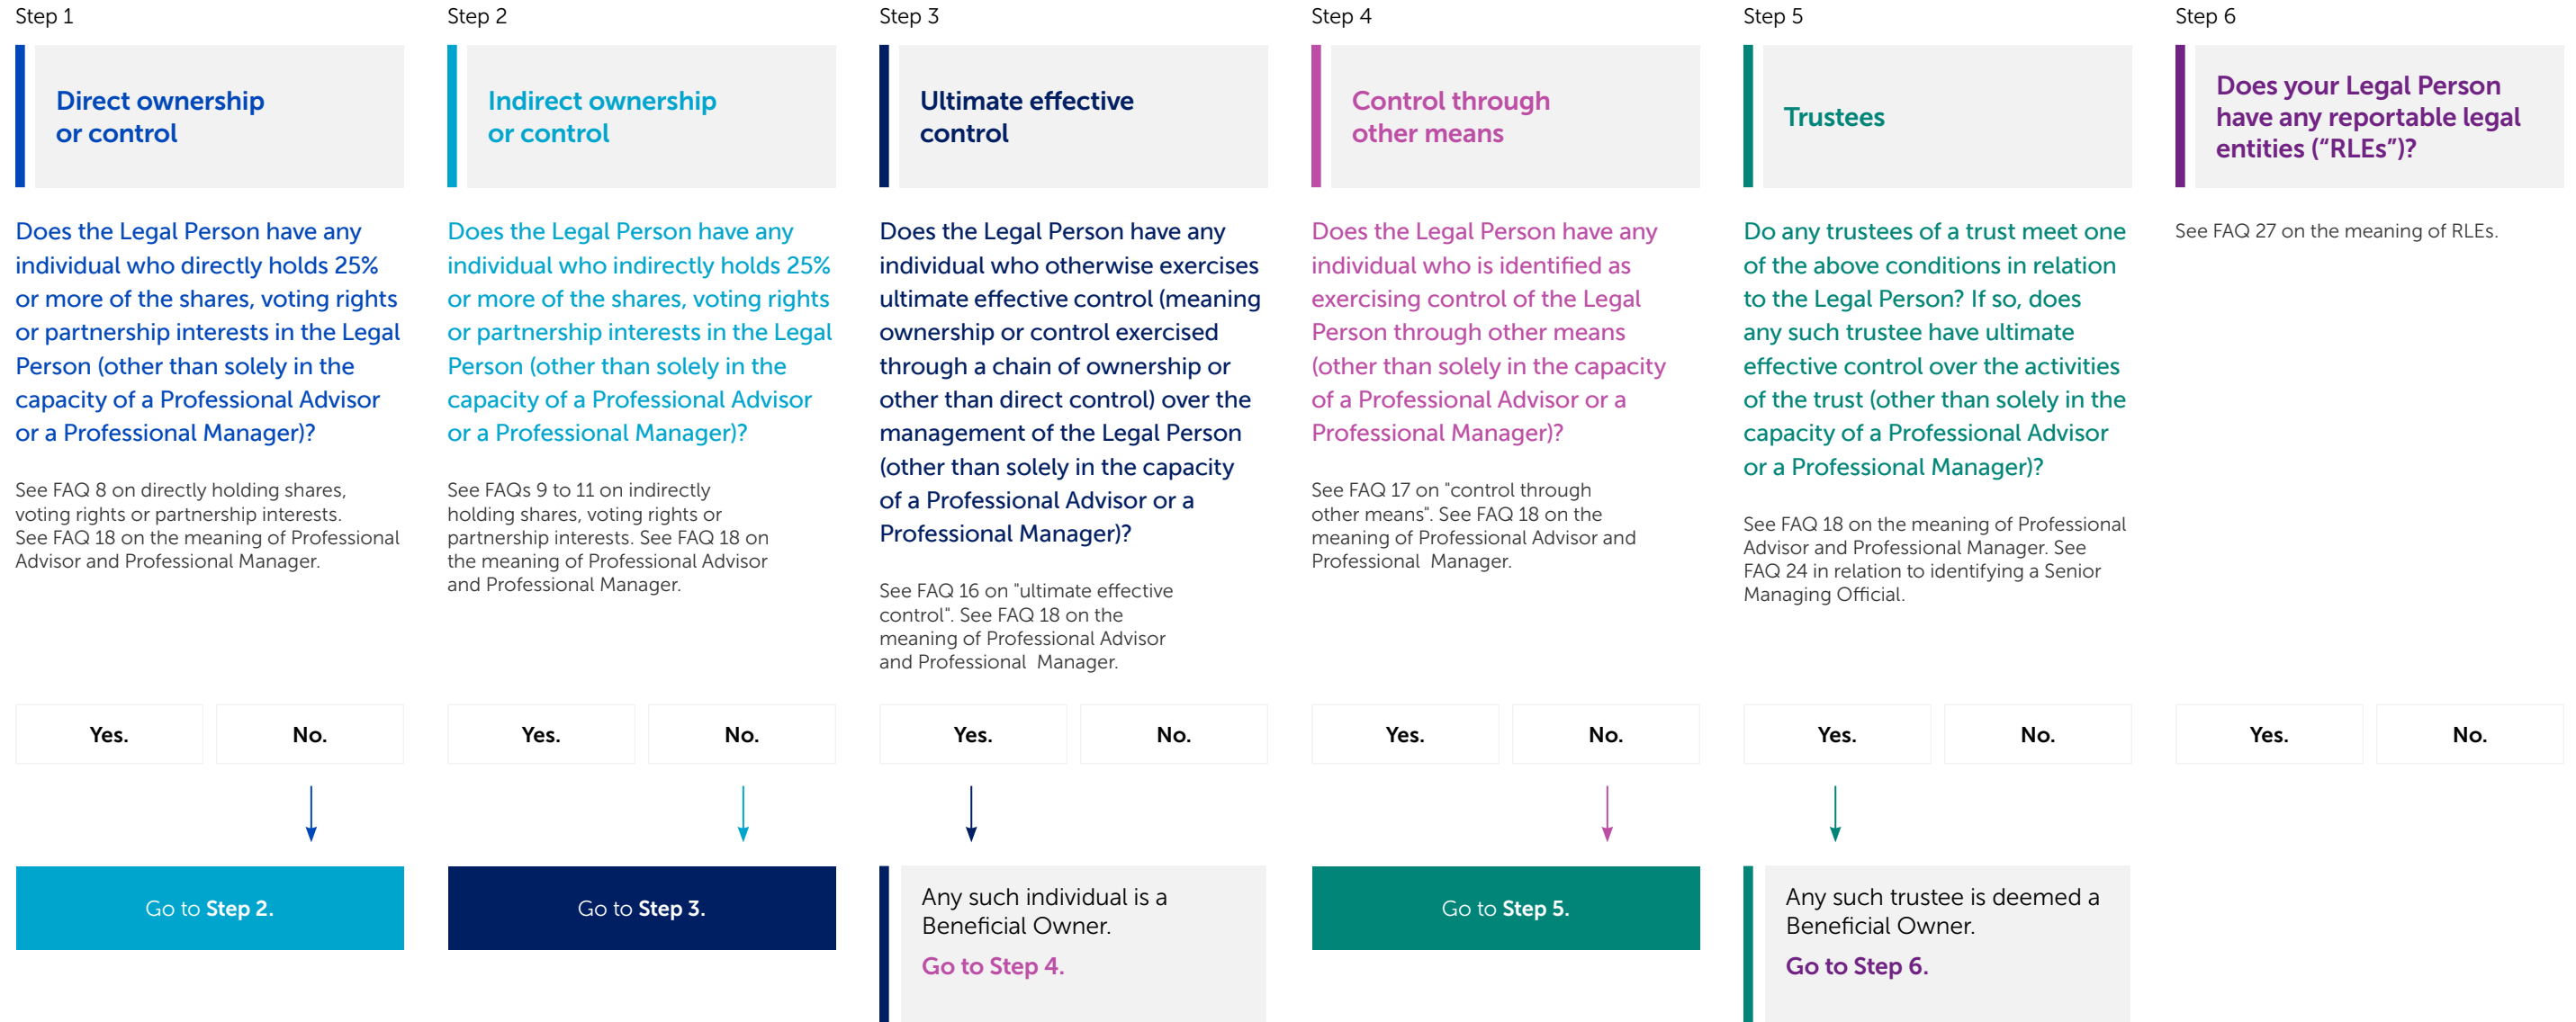 Step 1
Direct ownership
or control
Does the Legal Person have any
individual who directly holds 25%
or more of the shares, voting rights
or partnership interests in the Legal
Person (other than solely in the
capacity of a Professional Advisor
or a Professional Manager)?
See FAQ 8 on directly holding shares,
voting rights or partnership interests.
See FAQ 18 on the meaning of Professional
Advisor and Professional Manager.
Yes.
No.
Go to Step 2.
Step 2
Indirect ownership
or control
Does the Legal Person have any
individual who indirectly holds 25%
or more of the shares, voting rights
or partnership interests in the Legal
Person (other than solely in the
capacity of a Professional Advisor
or a Professional Manager)?
See FAQs 9 to 11 on indirectly
holding shares, voting rights or
partnership interests. See FAQ 18 on
the meaning of Professional Advisor
and Professional Manager.
Yes.
No.
Go to Step 3.
Step 3
Ultimate effective
control
Does the Legal Person have any
individual who otherwise exercises
ultimate effective control (meaning
ownership or control exercised
through a chain of ownership or
other than direct control) over the
management of the Legal Person
(other than solely in the capacity
of a Professional Advisor or a
Professional Manager)?
See FAQ 16 on "ultimate effective
control". See FAQ 18 on the
meaning of Professional Advisor
and Professional Manager.
Yes.
No.
Any such individual is a
Beneficial Owner.
Go to Step 4.
Step 4
Control through
other means
Does the Legal Person have any
individual who is identified as
exercising control of the Legal
Person through other means
(other than solely in the capacity
of a Professional Advisor or a
Professional Manager)?
See FAQ 17 on "control through
other means". See FAQ 18 on the
meaning of Professional Advisor and
Professional Manager.
Yes.
No.
Go to Step 5.
Step 5
Trustees
Do any trustees of a trust meet one
of the above conditions in relation
to the Legal Person? If so, does
any such trustee have ultimate
effective control over the activities
of the trust (other than solely in the
capacity of a Professional Advisor
or a Professional Manager)?
See FAQ 18 on the meaning of Professional
Advisor and Professional Manager. See
FAQ 24 in relation to identifying a Senior
Managing Official.
Yes.
No.
Any such trustee is deemed a
Beneficial Owner.
Go to Step 6.
Step 6
Does your Legal Person
have any reportable legal
entities (“RLEs”)?
See FAQ 27 on the meaning of RLEs.
Yes.
No.